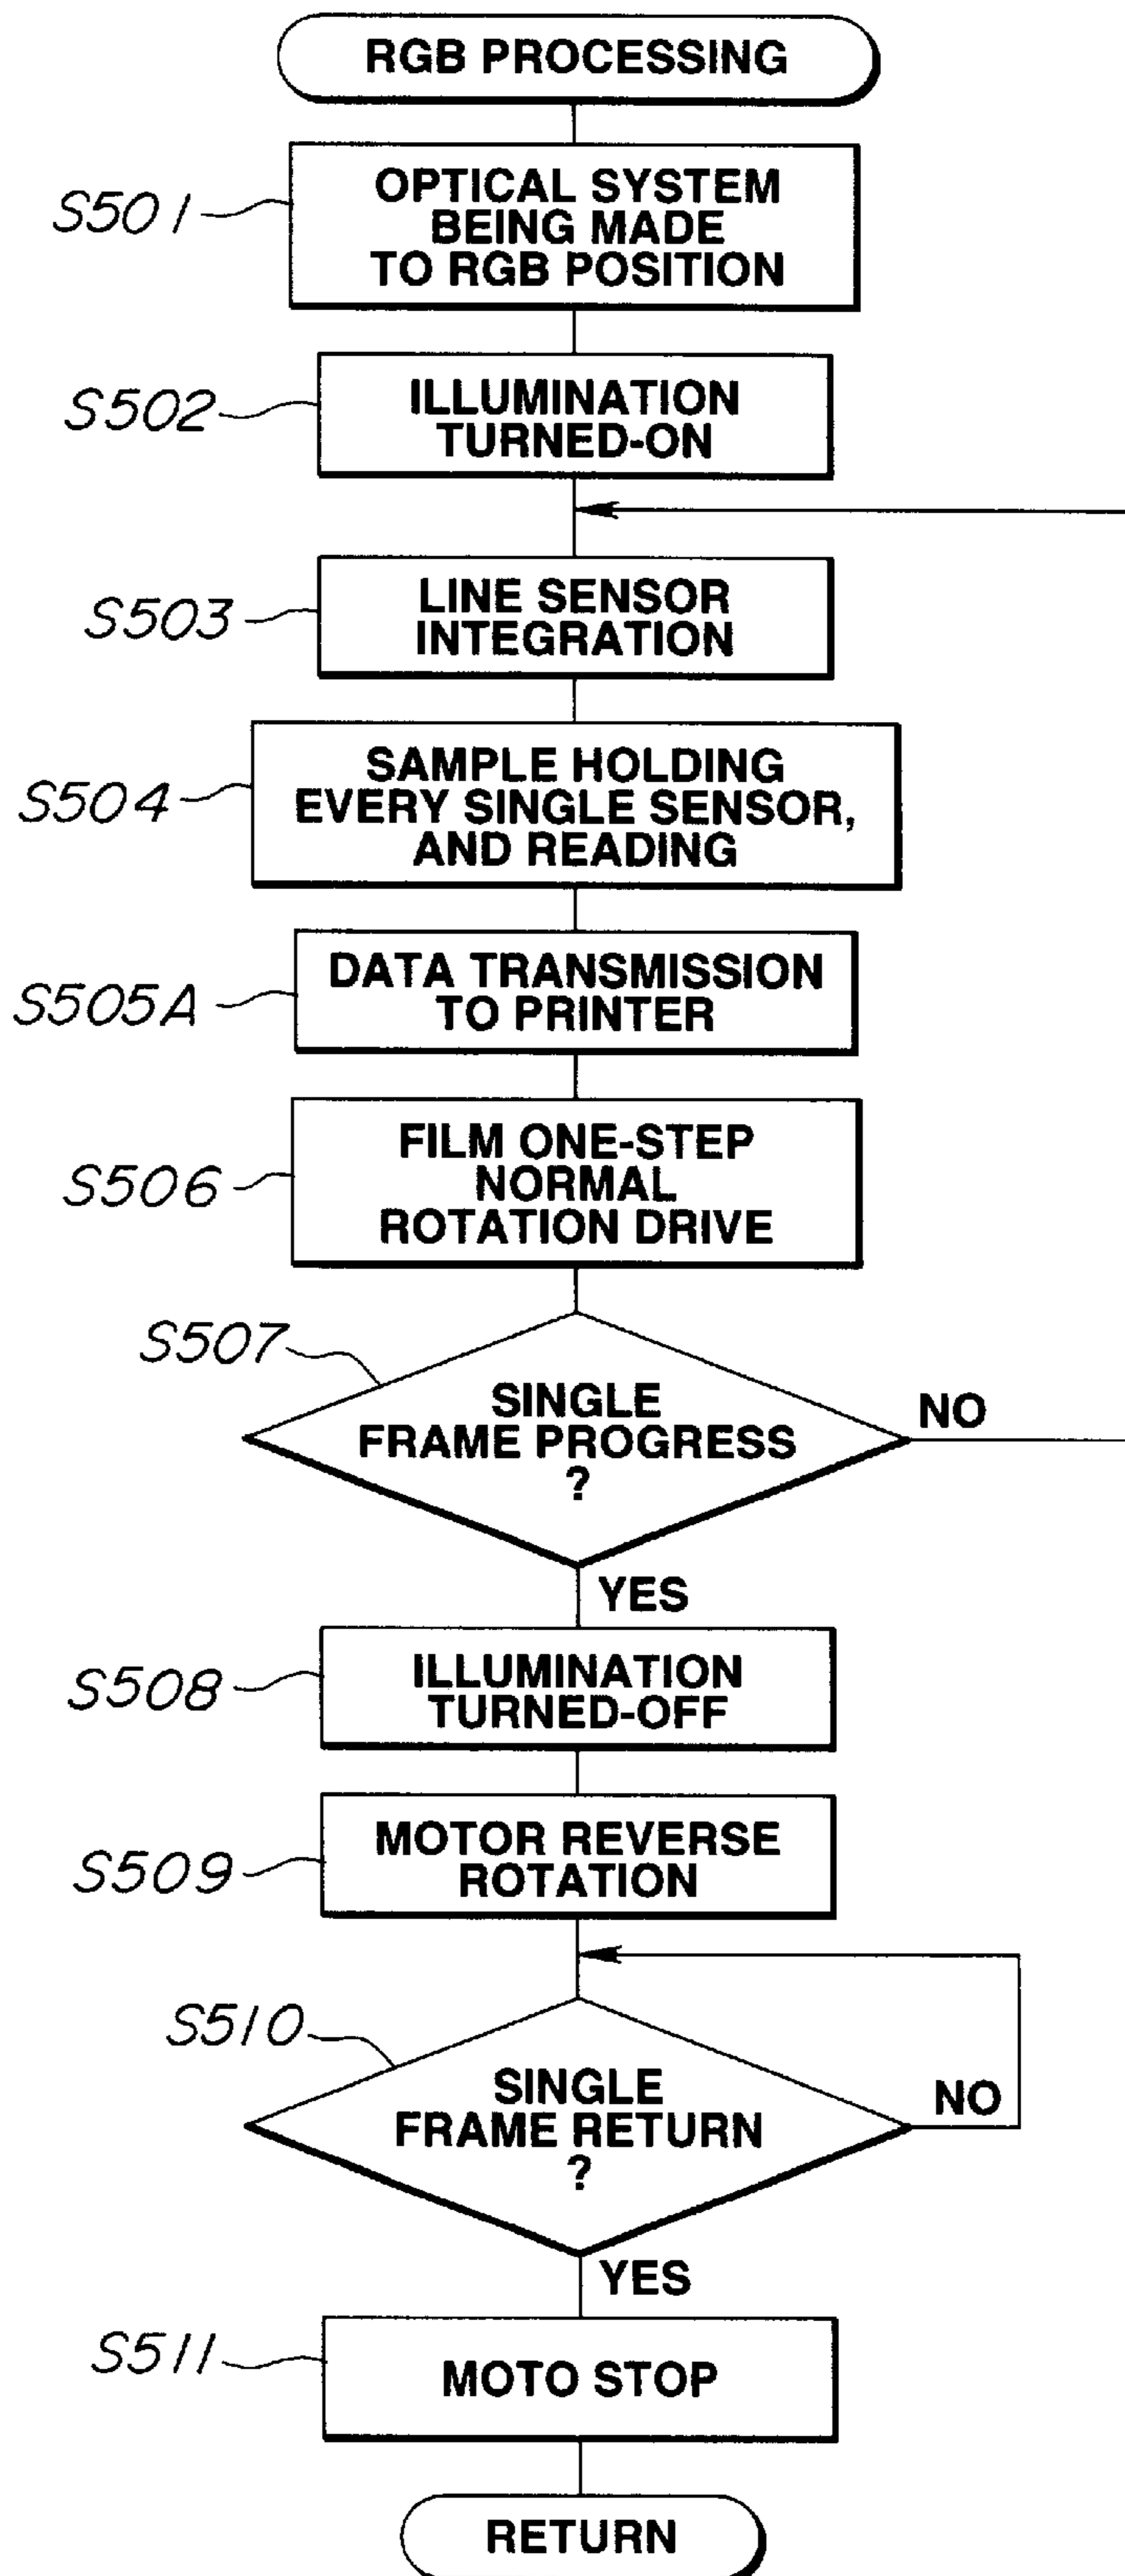 RGB PROCESSING
S501
OPTICAL SYSTEM
BEING MADE
TO RGB POSITION
S502
ILLUMINATION
TURNED-ON
S503
LINE SENSOR
INTEGRATION
S504
SAMPLE HOLDING
EVERY SINGLE SENSOR,
AND READING
S505A
DATA TRANSMISSION
TO PRINTER
S506
FILM ONE-STEP
NORMAL
ROTATION DRIVE
S507
SINGLE
FRAME PROGRESS
?
NO
YES
S508
ILLUMINATION
TURNED-OFF
S509
MOTOR REVERSE
ROTATION
S510
SINGLE
FRAME RETURN
?
NO
YES
S511
MOTO STOP
RETURN